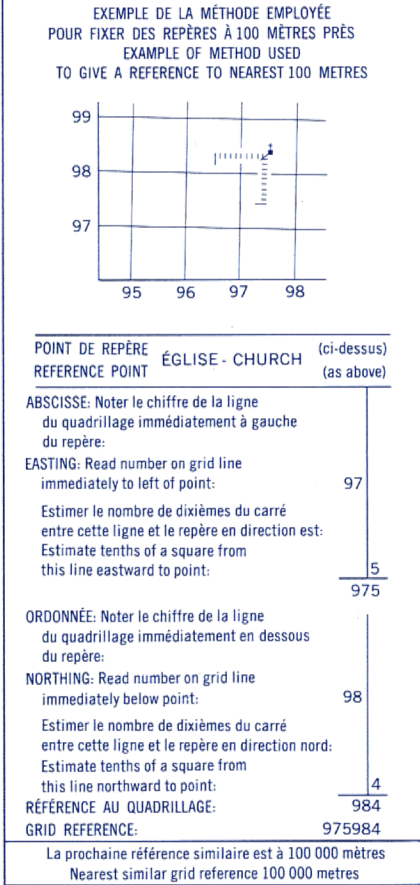 EXEMPLE DE LA MÉTHODE EMPLOYÉE
POUR FIXER DES REPÈRES À 100 MÈTRES PRÈS
EXAMPLE OF METHOD USED
TO GIVE A REFERENCE TO NEAREST 100 METRES
99
98
97
95 96 97 98
POINT DE REPÈRE
REFERENCE POINT
ÉGLISE - CHURCH
(ci-dessus)
(as above)
ABSCISSE: Noter le chiffre de la ligne
du quadrillage immédiatement à gauche
du repère:
EASTING: Read number on grid line
immediately to left of point: 97
Estimer le nombre de dixièmes du carré
entre cette ligne et le repère en direction est:
Estimate tenths of a square from
this line eastward to point: 5
975
ORDONNÉE: Noter le chiffre de la ligne
du quadrillage immédiatement en dessous
du repère:
NORTHING: Read number on grid line
immediately below point: 98
Estimer le nombre de dixièmes du carré
entre cette ligne et le repère en direction nord:
Estimate tenths of a square from
this line northward to point: 4
RÉFÉRENCE AU QUADRILLAGE: 984
GRID REFERENCE: 975984
La prochaine référence similaire est à 100 000 mètres
Nearest similar grid reference 100 000 metres